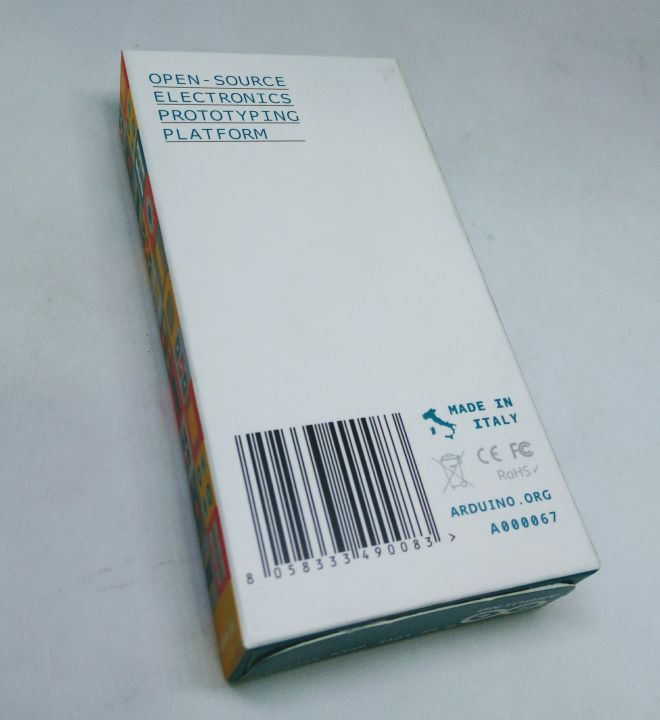 OPEN-SOURCE
ELECTRONICS
PROTOTYPING
PLATFORM
MADE IN
ITALY
CE FC
RoHS✓
ARDUINO.ORG
A000067
8 058333 490083 >